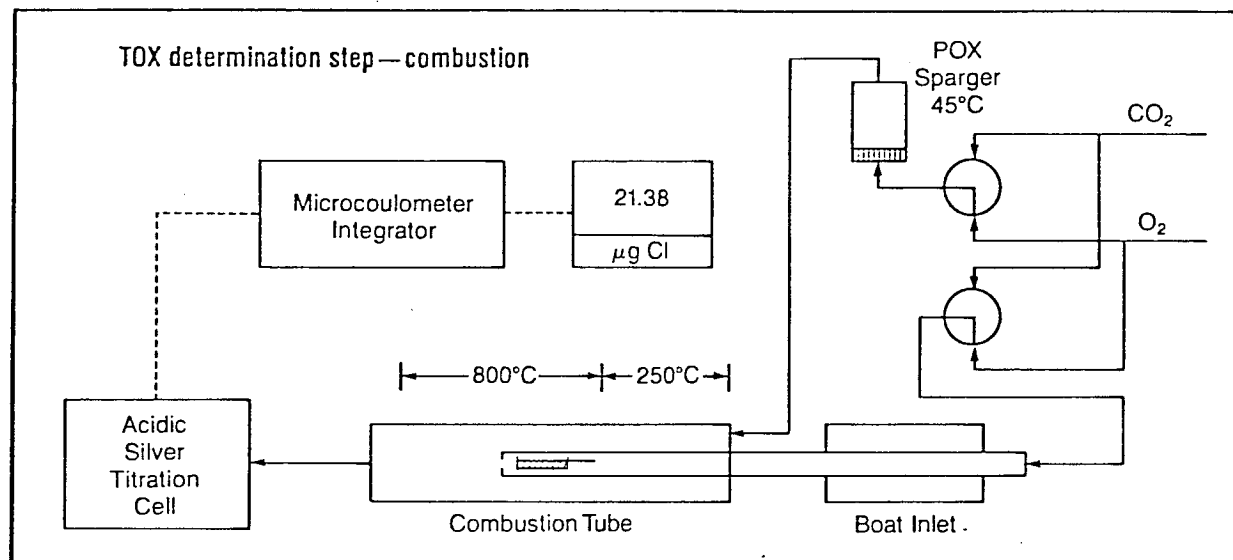 TOX determination step—combustion
POX
Sparger
45°C
CO₂
O₂
Microcoulometer
Integrator
21.38
μg Cl
800°C
250°C
Acidic
Silver
Titration
Cell
Combustion Tube
Boat Inlet